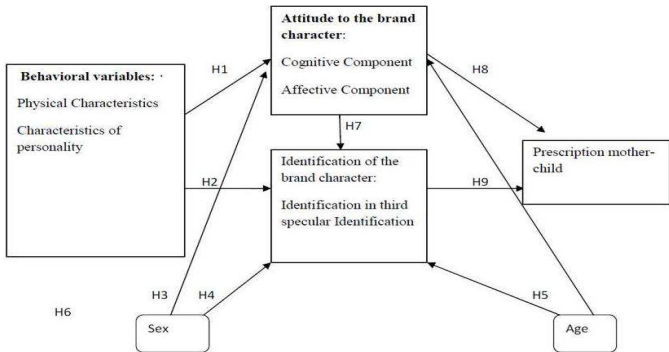 Attitude to the brand
character:
Cognitive Component
Affective Component
H1
H8
Behavioral variables: ·
Physical Characteristics
Characteristics of
personality
H7
Identification of the
brand character:
Identification in third
specular Identification
Prescription mother-
child
H2
H9
H3
H4
H5
H6
Sex
Age